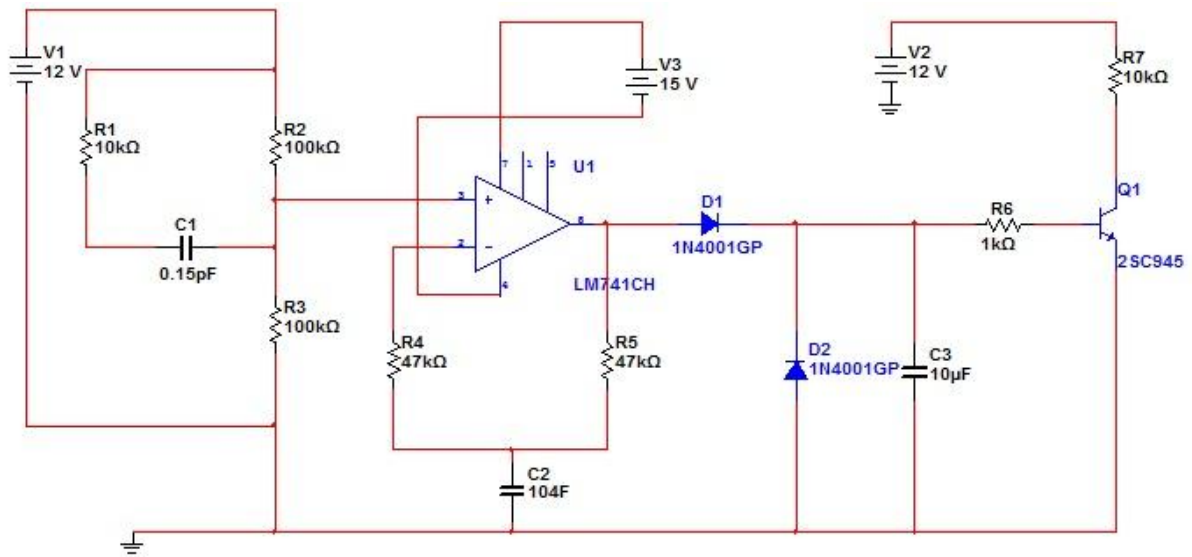 V1
12 V
R1
10kΩ
R2
100kΩ
C1
0.15pF
R3
100kΩ
V3
15 V
7
1
5
U1
3
+
2
−
6
4
LM741CH
R4
47kΩ
R5
47kΩ
C2
104F
D1
1N4001GP
D2
1N4001GP
C3
10µF
V2
12 V
R7
10kΩ
R6
1kΩ
Q1
2SC945